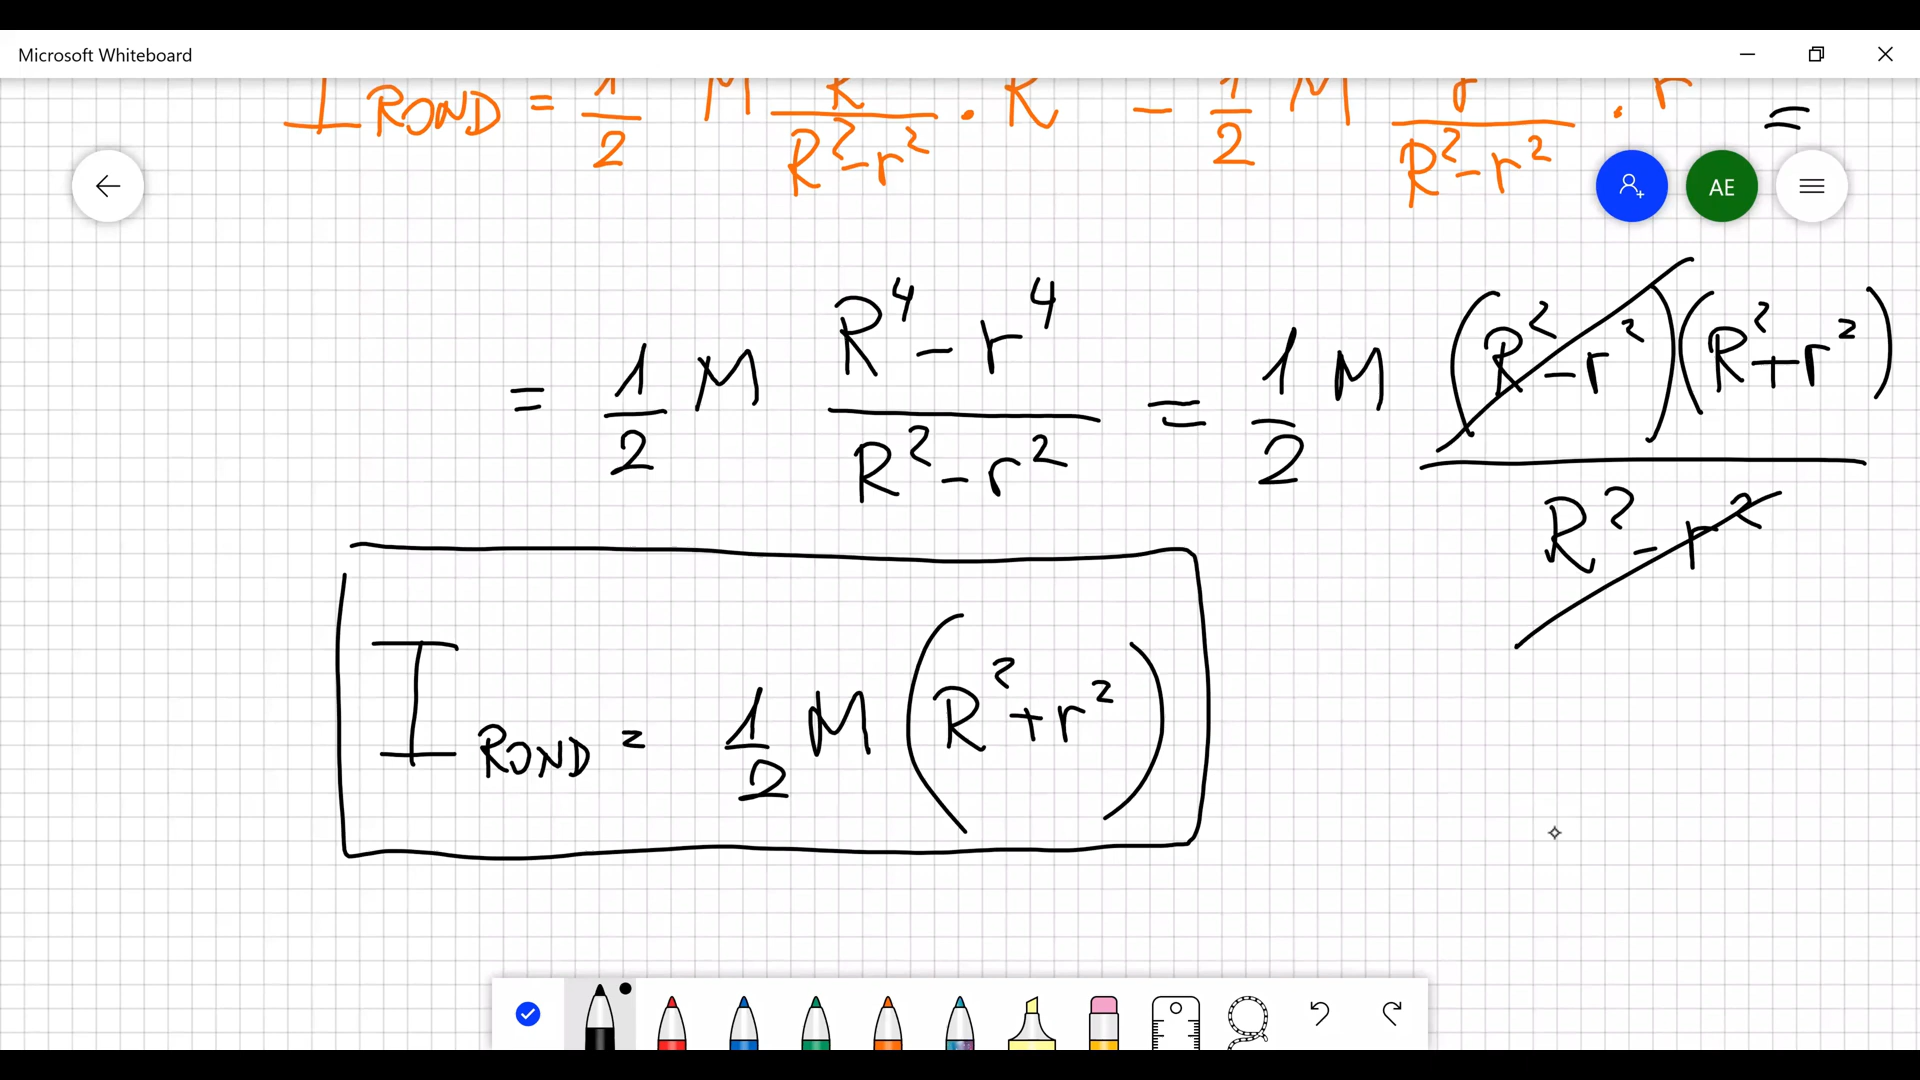 Microsoft Whiteboard
I ROND = 1/2 M R/(R²-r²) · R - 1/2 M r/(R²-r²) · r =
AE
= 1/2 M (R⁴-r⁴)/(R²-r²) = 1/2 M (R²-r²)(R²+r²)/(R²-r²)
I ROND = 1/2 M (R²+r²)